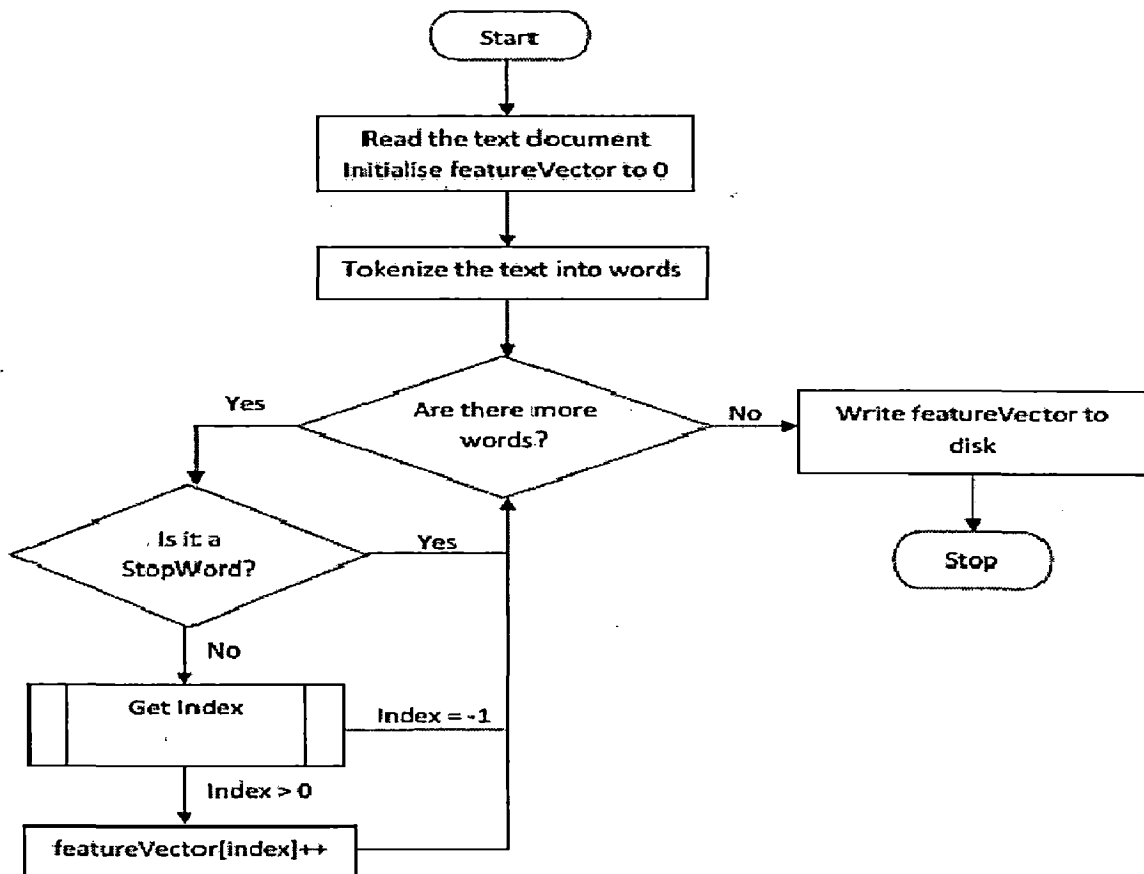 Start
Read the text document
Initialise featureVector to 0
Tokenize the text into words
Are there more
words?
Yes
No
Write featureVector to
disk
Stop
Is it a
StopWord?
Yes
No
Get Index
Index = -1
Index > 0
featureVector[index]++